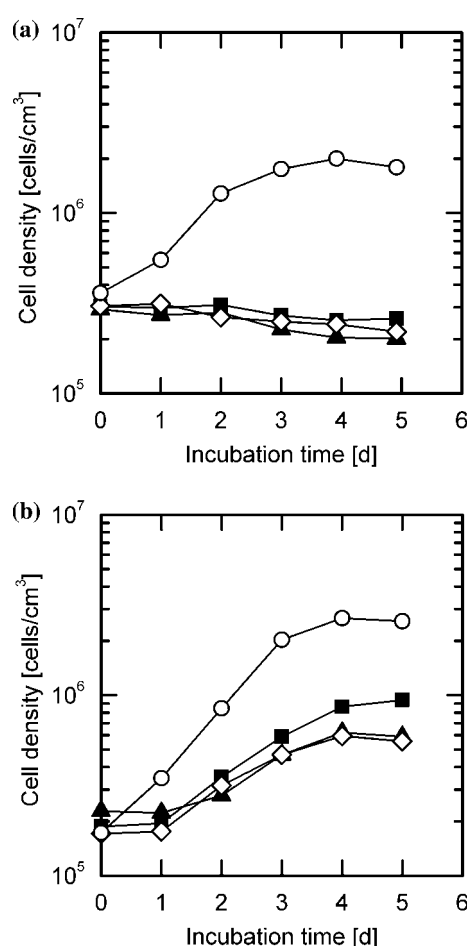 (a)
10^7
10^6
10^5
Cell density [cells/cm^3]
0 1 2 3 4 5 6
Incubation time [d]
(b)
10^7
10^6
10^5
Cell density [cells/cm^3]
0 1 2 3 4 5 6
Incubation time [d]